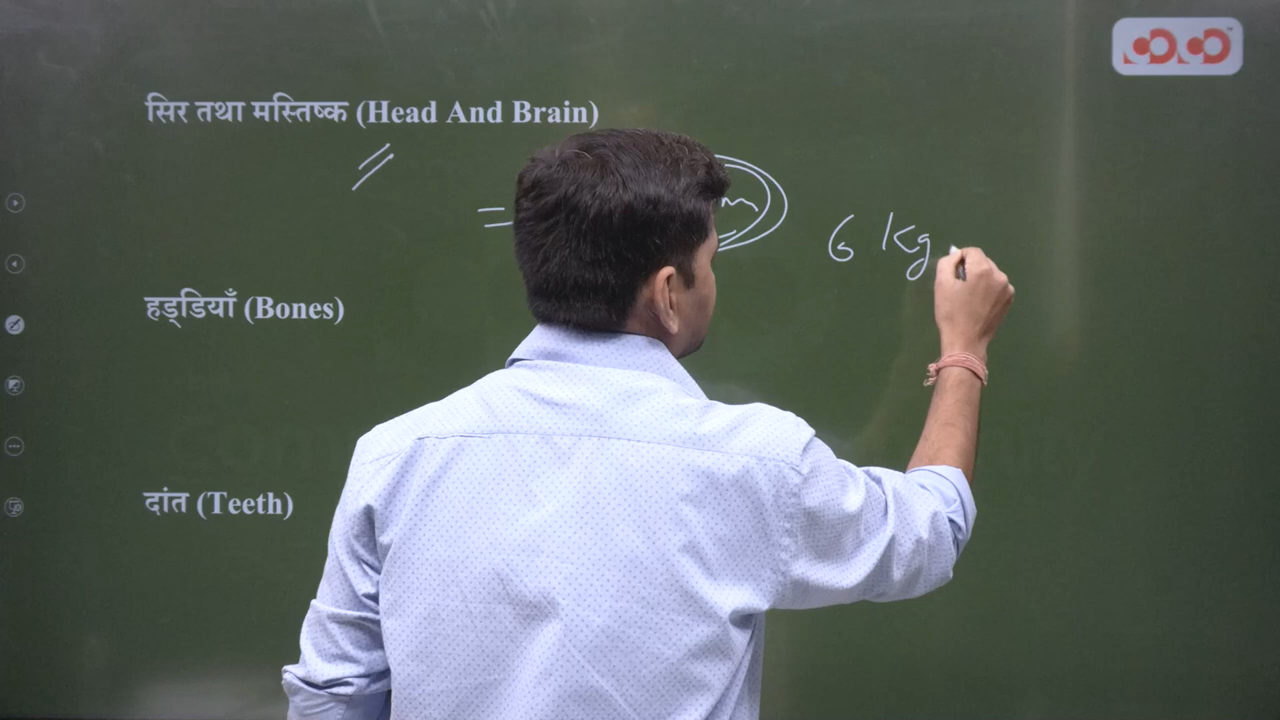 सिर तथा मस्तिष्क (Head And Brain)
6 kg
हड्डियाँ (Bones)
दांत (Teeth)